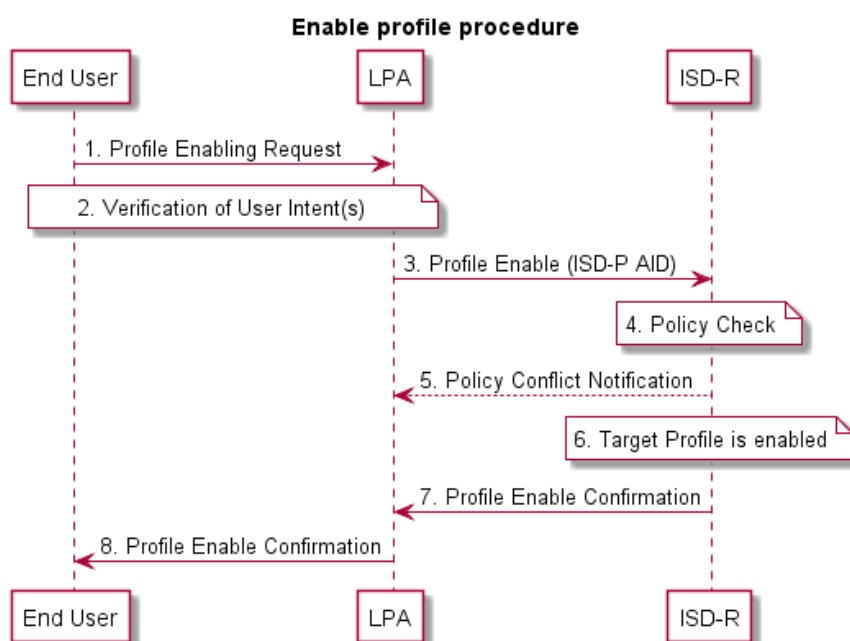 Enable profile procedure
End User
LPA
ISD-R
1. Profile Enabling Request
2. Verification of User Intent(s)
3. Profile Enable (ISD-P AID)
4. Policy Check
5. Policy Conflict Notification
6. Target Profile is enabled
7. Profile Enable Confirmation
8. Profile Enable Confirmation
End User
LPA
ISD-R